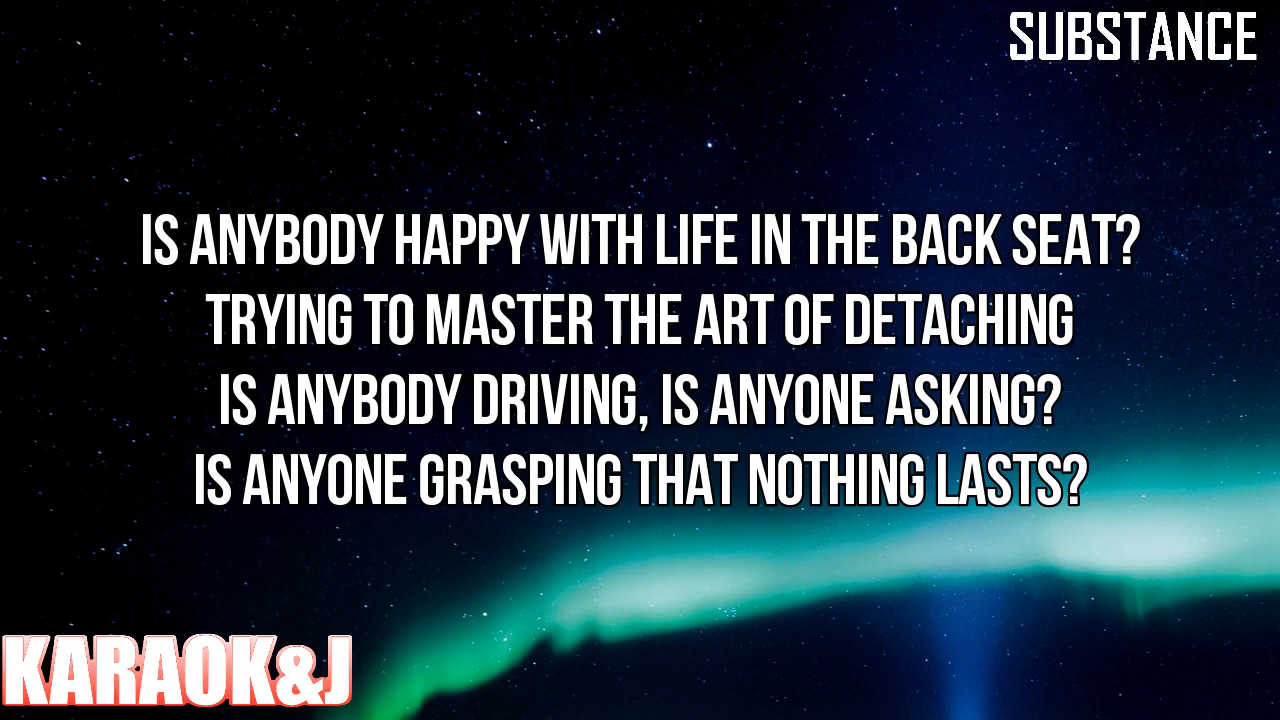 SUBSTANCE
IS ANYBODY HAPPY WITH LIFE IN THE BACK SEAT?
TRYING TO MASTER THE ART OF DETACHING
IS ANYBODY DRIVING, IS ANYONE ASKING?
IS ANYONE GRASPING THAT NOTHING LASTS?
KARAOK&J